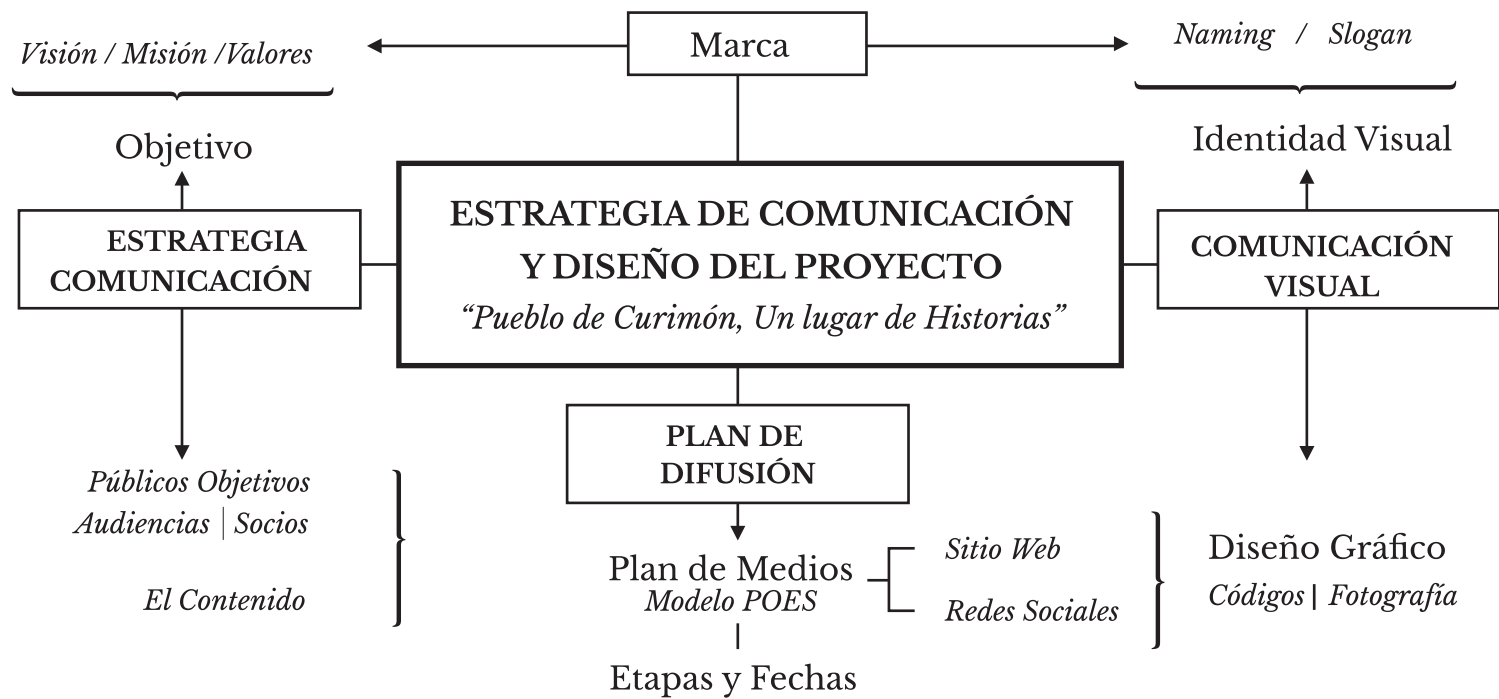 Marca
Visión / Misión /Valores
Naming / Slogan
Objetivo
Identidad Visual
ESTRATEGIA DE COMUNICACIÓN
Y DISEÑO DEL PROYECTO
“Pueblo de Curimón, Un lugar de Historias”
ESTRATEGIA
COMUNICACIÓN
COMUNICACIÓN
VISUAL
PLAN DE
DIFUSIÓN
Públicos Objetivos
Audiencias | Socios
El Contenido
Plan de Medios
Modelo POES
Sitio Web
Redes Sociales
Diseño Gráfico
Códigos | Fotografía
Etapas y Fechas